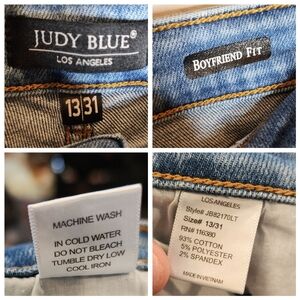 JUDY BLUE®
LOS ANGELES
13|31
BOYFRIEND FIT
MACHINE WASH
IN COLD WATER
DO NOT BLEACH
TUMBLE DRY LOW
COOL IRON
LOS ANGELES
Style# JB82170LT
Size# 13/31
RN# 116380
93% COTTON
5% POLYESTER
2% SPANDEX
MADE IN VIETNAM